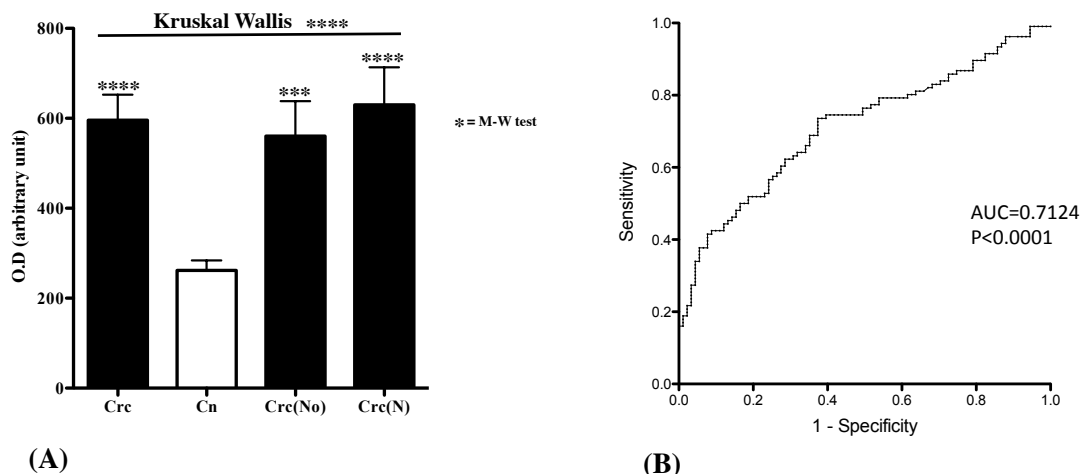 Kruskal Wallis ****
800
600
400
200
0
O.D (arbitrary unit)
****
***
****
* = M-W test
Crc
Cn
Crc(No)
Crc(N)
(A)
1.0
0.8
0.6
0.4
0.2
0.0
Sensitivity
AUC=0.7124
P<0.0001
0.0 0.2 0.4 0.6 0.8 1.0
1 - Specificity
(B)